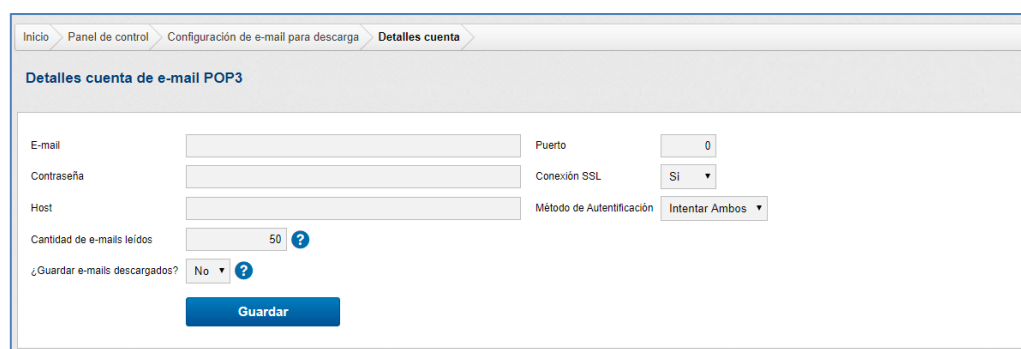 Inicio Panel de control Configuración de e-mail para descarga Detalles cuenta
Detalles cuenta de e-mail POP3
E-mail Puerto 0
Contraseña Conexión SSL Sí
Host Método de Autentificación Intentar Ambos
Cantidad de e-mails leídos 50 ?
¿Guardar e-mails descargados? No ?
Guardar